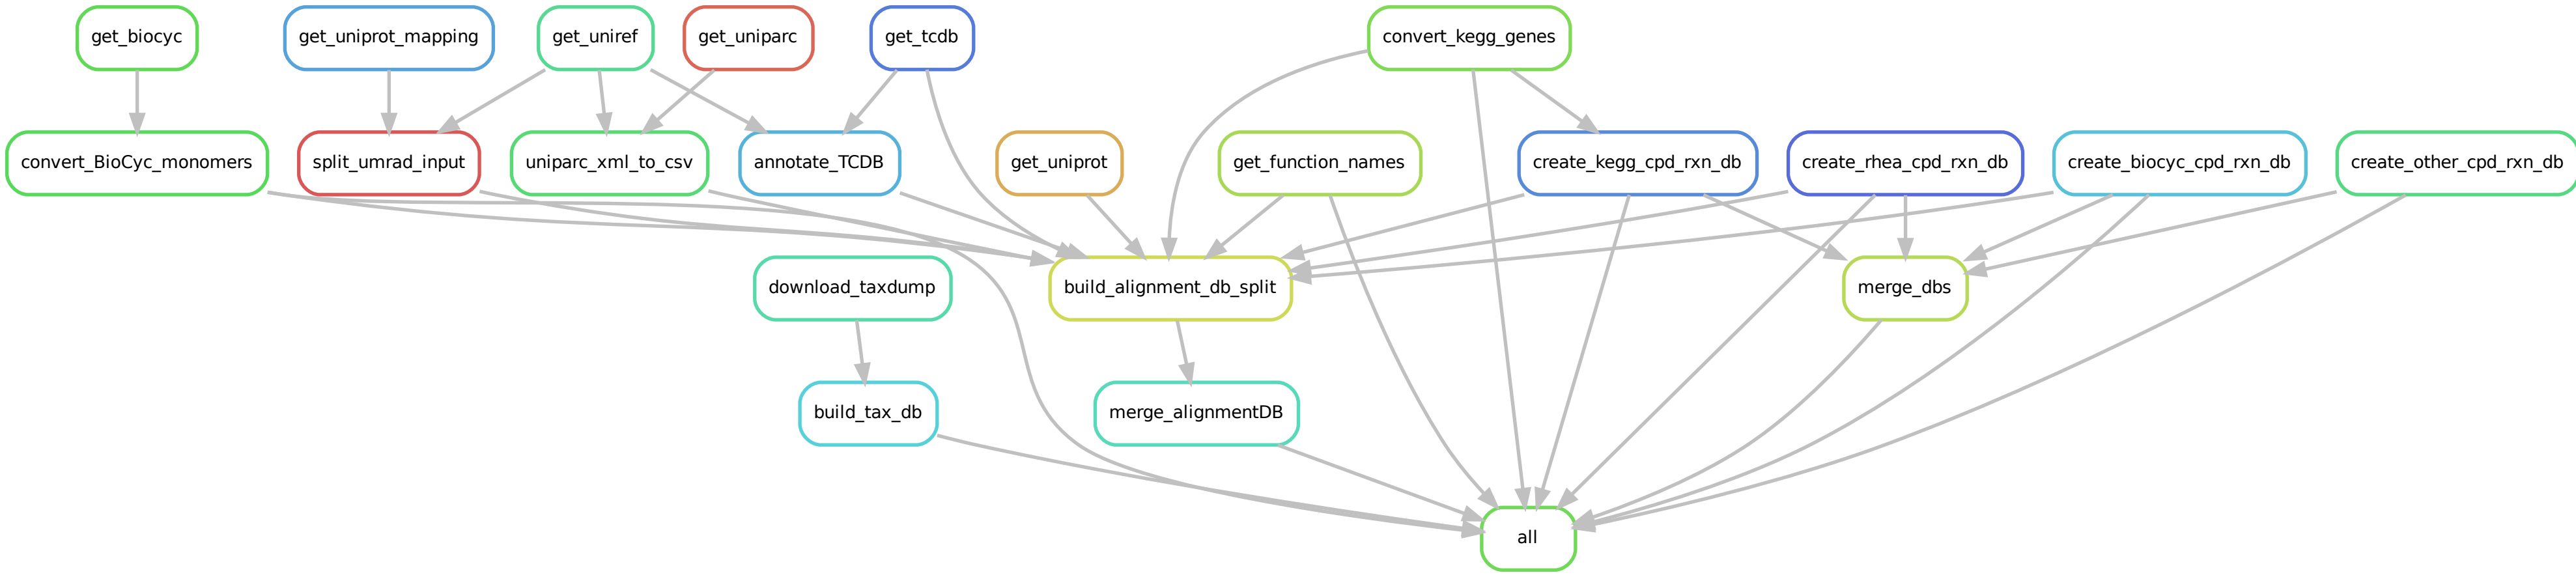 get_biocyc
get_uniprot_mapping
get_uniref
get_uniparc
get_tcdb
convert_kegg_genes
convert_BioCyc_monomers
split_umrad_input
uniparc_xml_to_csv
annotate_TCDB
get_uniprot
get_function_names
create_kegg_cpd_rxn_db
create_rhea_cpd_rxn_db
create_biocyc_cpd_rxn_db
create_other_cpd_rxn_db
download_taxdump
build_alignment_db_split
merge_dbs
build_tax_db
merge_alignmentDB
all